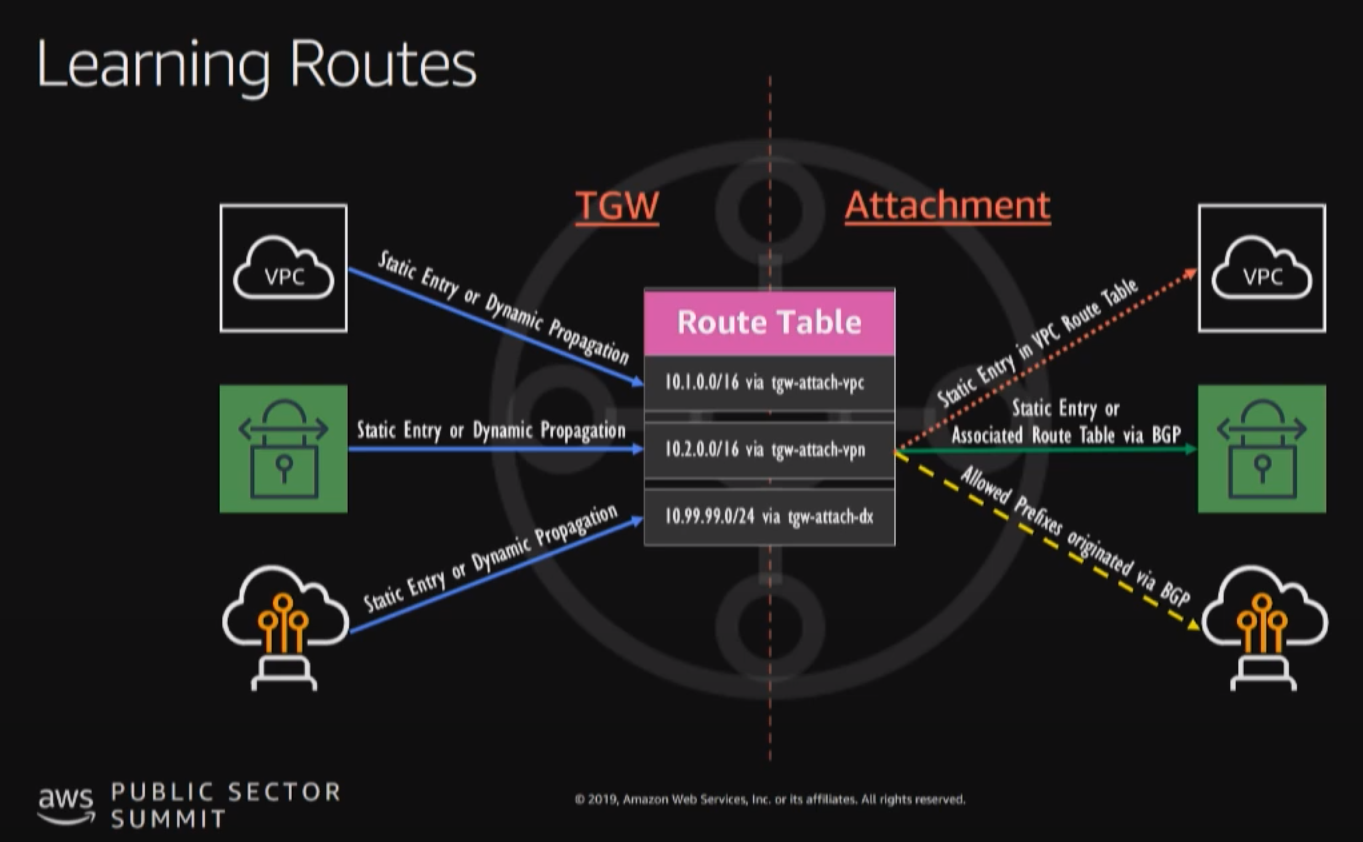 Learning Routes
TGW
Attachment
VPC
Static Entry or Dynamic Propagation
Static Entry or Dynamic Propagation
Static Entry or Dynamic Propagation
Route Table
10.1.0.0/16 via tgw-attach-vpc
10.2.0.0/16 via tgw-attach-vpn
10.99.99.0/24 via tgw-attach-dx
Static Entry in VPC Route Table
Static Entry or
Associated Route Table via BGP
Allowed Prefixes originated via BGP
VPC
aws
PUBLIC SECTOR
SUMMIT
© 2019, Amazon Web Services, Inc. or its affiliates. All rights reserved.